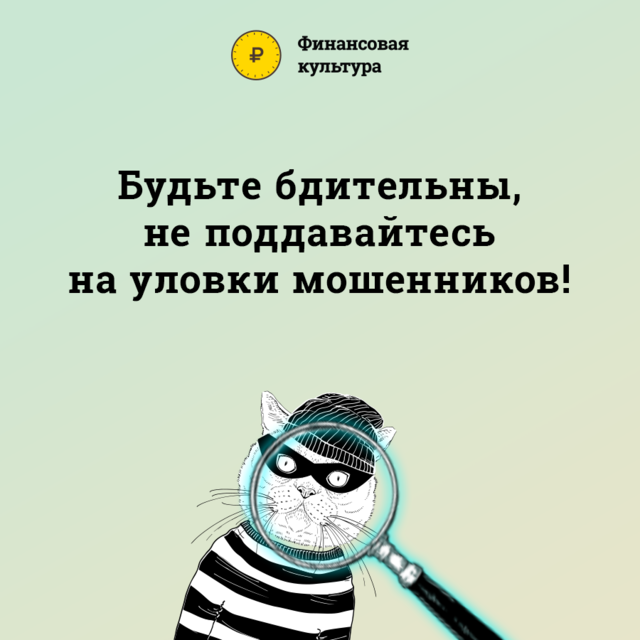 ₽
Финансовая
культура
Будьте бдительны,
не поддавайтесь
на уловки мошенников!